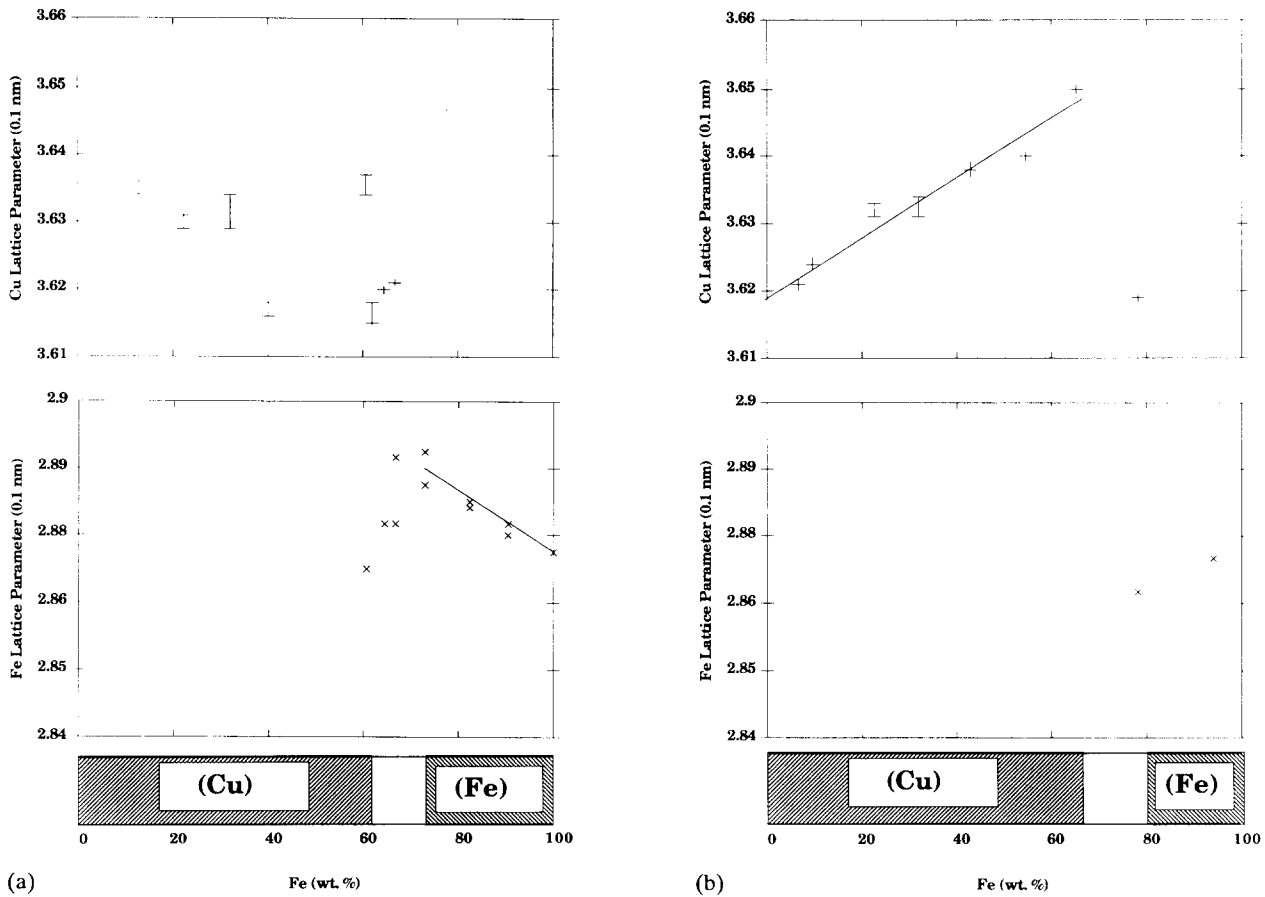 3.66
3.65
3.64
3.63
3.62
3.61
Cu Lattice Parameter (0.1 nm)
2.9
2.89
2.88
2.86
2.85
2.84
Fe Lattice Parameter (0.1 nm)
(Cu)
(Fe)
0 20 40 60 80 100
Fe (wt. %)
(a)
3.66
3.65
3.64
3.63
3.62
3.61
Cu Lattice Parameter (0.1 nm)
2.9
2.89
2.88
2.86
2.85
2.84
Fe Lattice Parameter (0.1 nm)
(Cu)
(Fe)
0 20 40 60 80 100
Fe (wt. %)
(b)